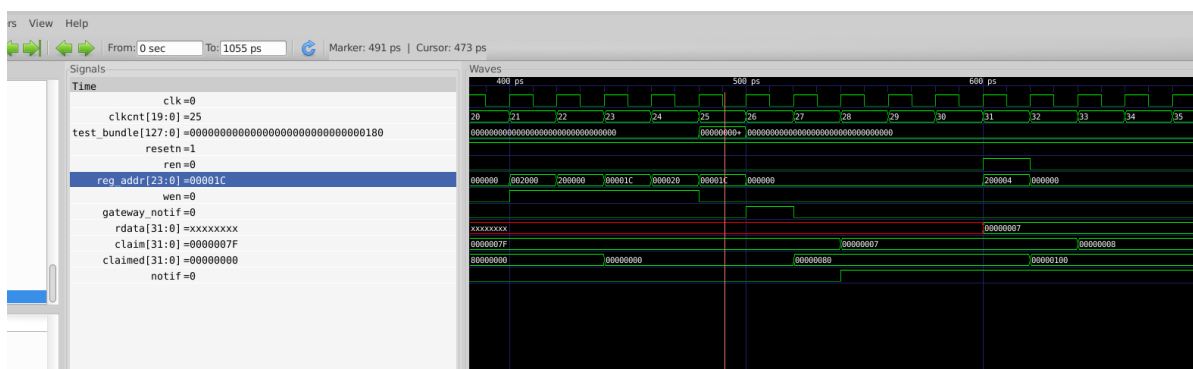 rs View Help
From: 0 sec To: 1055 ps Marker: 491 ps | Cursor: 473 ps
Signals Waves
Time 400 ps 500 ps 600 ps
clk=0
clkcnt[19:0]=25 20 21 22 23 24 25 26 27 28 29 30 31 32 33 34 35
test_bundle[127:0]=00000000000000000000000000000180 00000000000000000000000000000000 00000000+ 00000000000000000000000000000000
resetn=1
ren=0
reg_addr[23:0]=00001C 000000 002000 200000 00001C 000020 00001C 000000 200004 000000
wen=0
gateway_notif=0
rdata[31:0]=xxxxxxxx xxxxxxxx 00000007
claim[31:0]=0000007F 0000007F 00000007 00000008
claimed[31:0]=00000000 80000000 00000000 00000080 00000100
notif=0